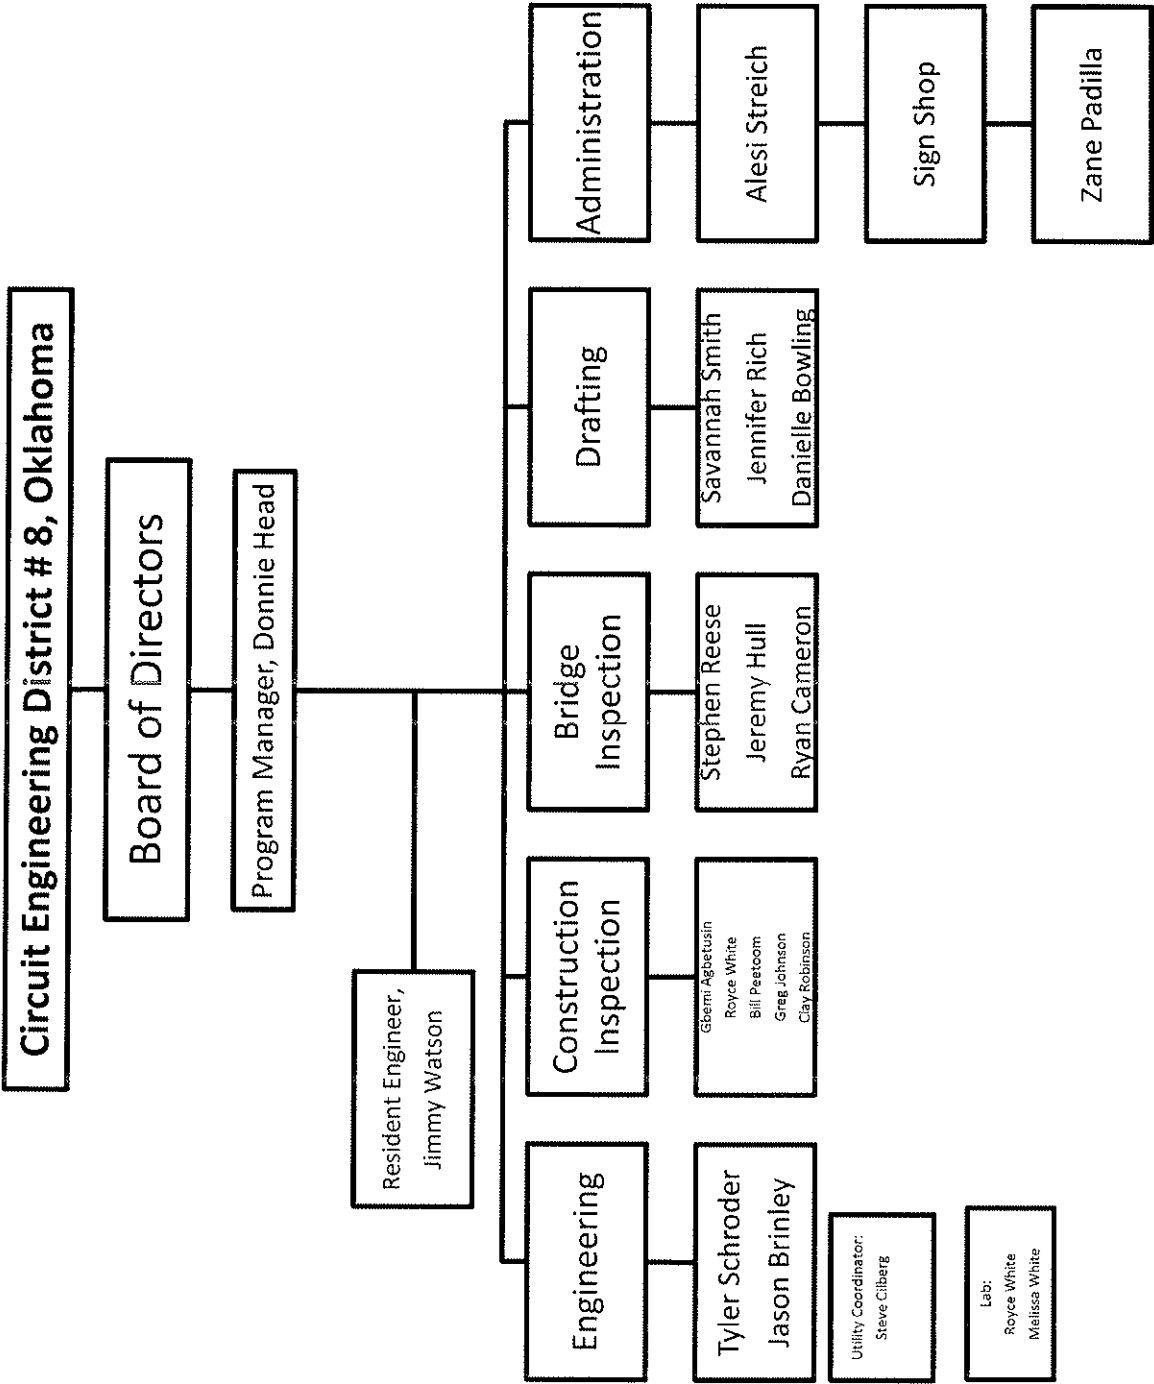 Circuit Engineering District # 8, Oklahoma
Board of Directors
Program Manager, Donnie Head
Resident Engineer,
Jimmy Watson
Engineering
Construction
Inspection
Bridge
Inspection
Drafting
Administration
Tyler Schroder
Jason Brinley
Gbemi Agbetusin
Royce White
Bill Peetoom
Greg Johnson
Clay Robinson
Stephen Reese
Jeremy Hull
Ryan Cameron
Savannah Smith
Jennifer Rich
Danielle Bowling
Alesi Streich
Utility Coordinator:
Steve Cilberg
Sign Shop
Lab:
Royce White
Melissa White
Zane Padilla